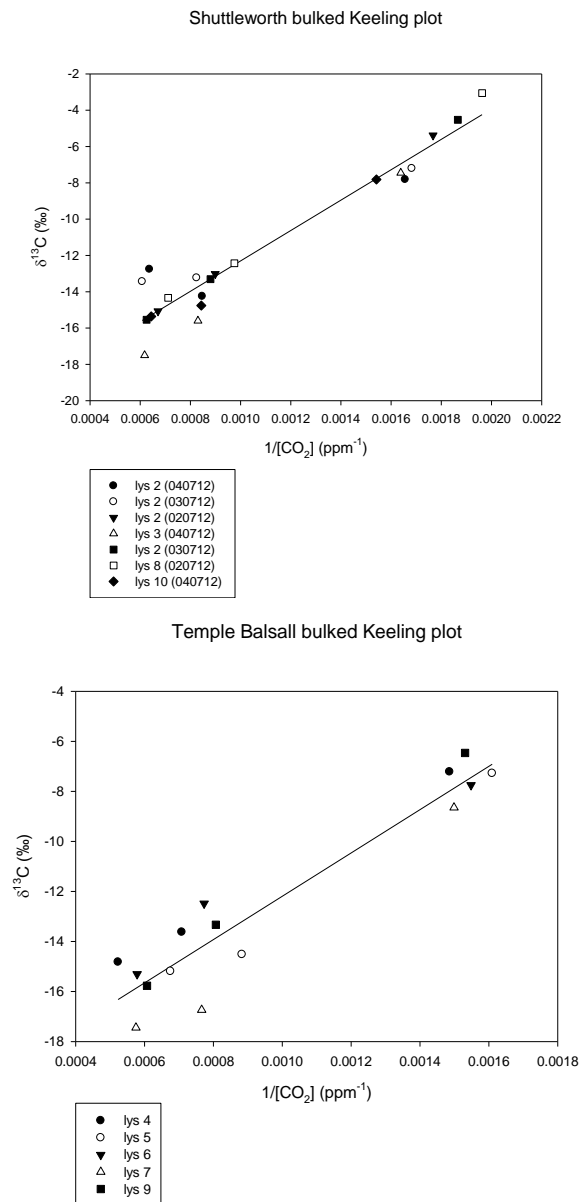 Shuttleworth bulked Keeling plot
-2
-4
-6
-8
-10
-12
-14
-16
-18
-20
δ13C (‰)
0.0004 0.0006 0.0008 0.0010 0.0012 0.0014 0.0016 0.0018 0.0020 0.0022
1/[CO2] (ppm-1)
lys 2 (040712)
lys 2 (030712)
lys 2 (020712)
lys 3 (040712)
lys 2 (030712)
lys 8 (020712)
lys 10 (040712)
Temple Balsall bulked Keeling plot
-4
-6
-8
-10
-12
-14
-16
-18
δ13C (‰)
0.0004 0.0006 0.0008 0.0010 0.0012 0.0014 0.0016 0.0018
1/[CO2] (ppm-1)
lys 4
lys 5
lys 6
lys 7
lys 9